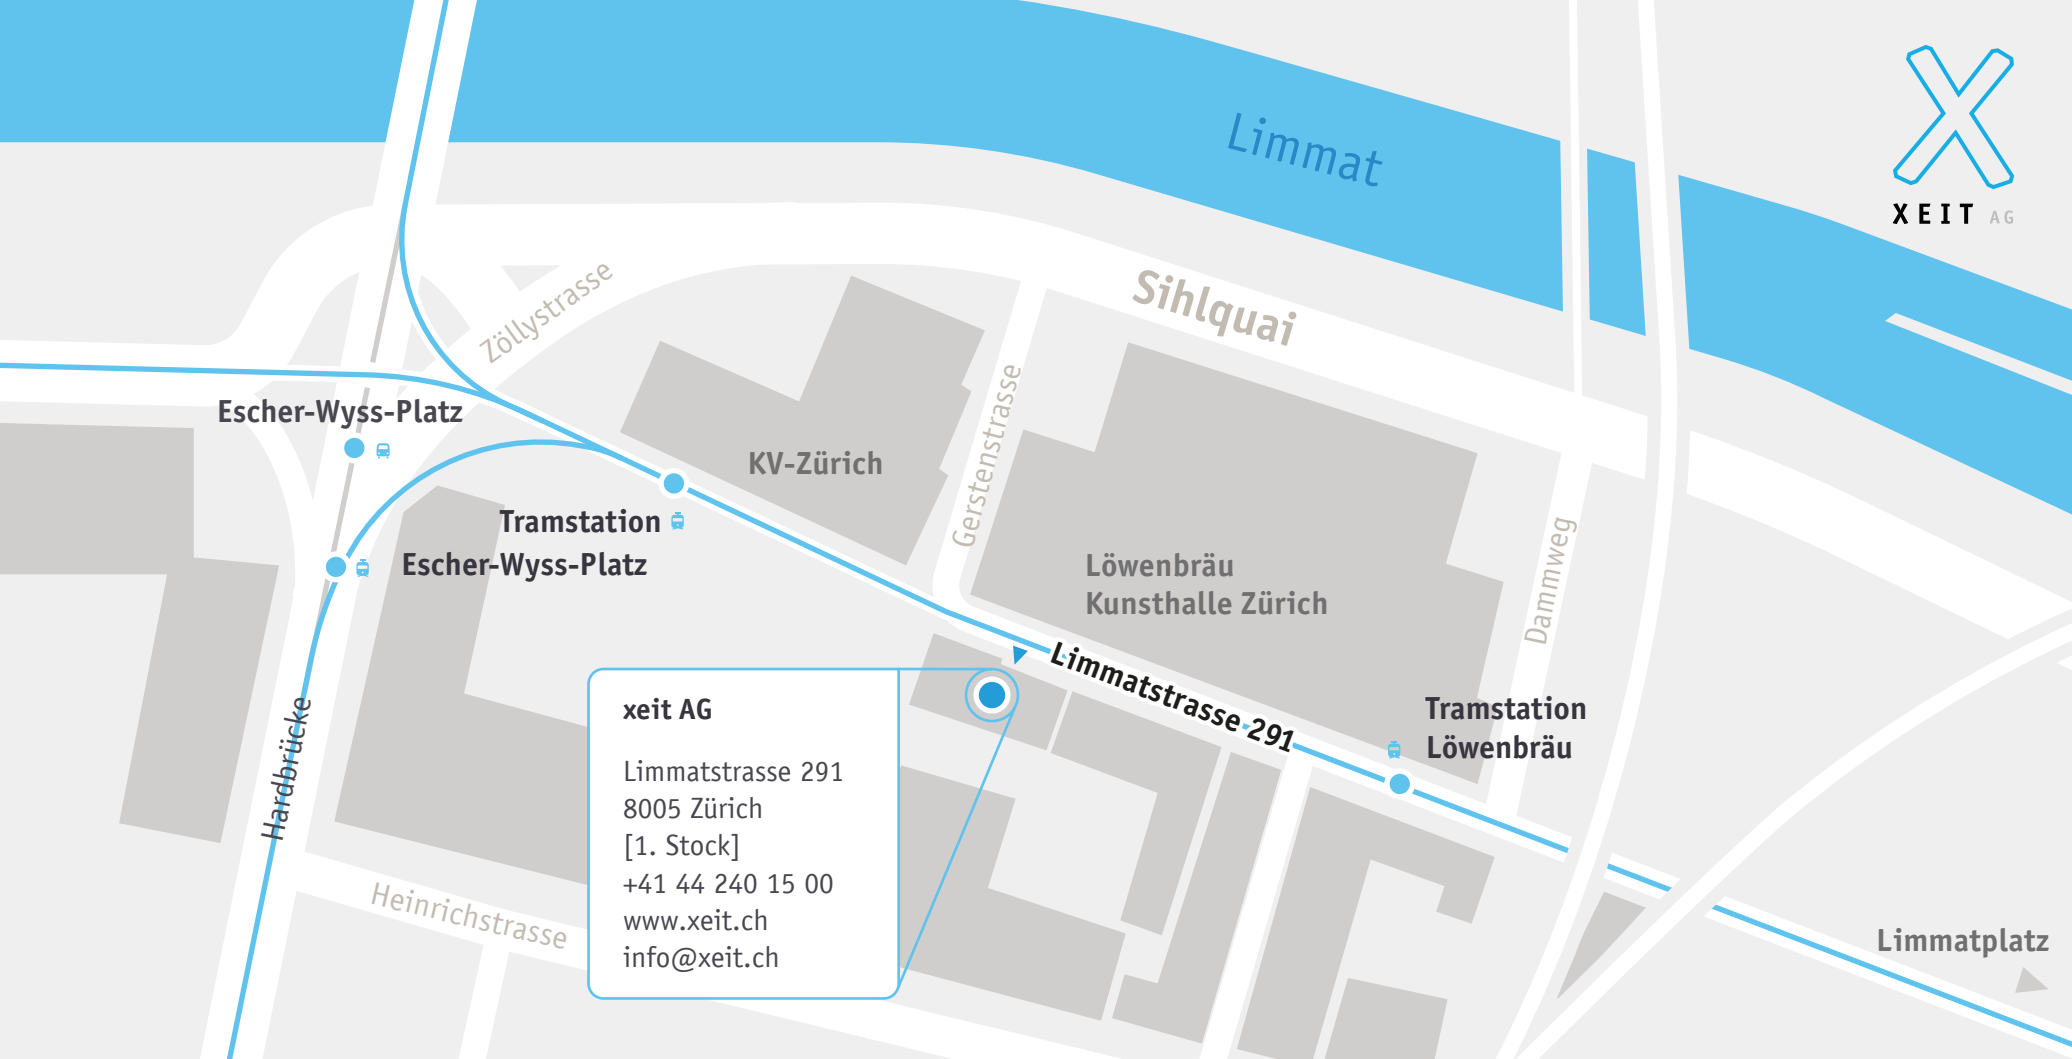 Limmat
XEIT AG
Sihlquai
Zöllystrasse
Escher-Wyss-Platz
Gerstenstrasse
KV-Zürich
Tramstation
Escher-Wyss-Platz
Löwenbräu
Kunsthalle Zürich
Dammweg
Limmatstrasse 291
Tramstation
Löwenbräu
Hardbrücke
xeit AG
Limmatstrasse 291
8005 Zürich
[1. Stock]
+41 44 240 15 00
www.xeit.ch
info@xeit.ch
Heinrichstrasse
Limmatplatz